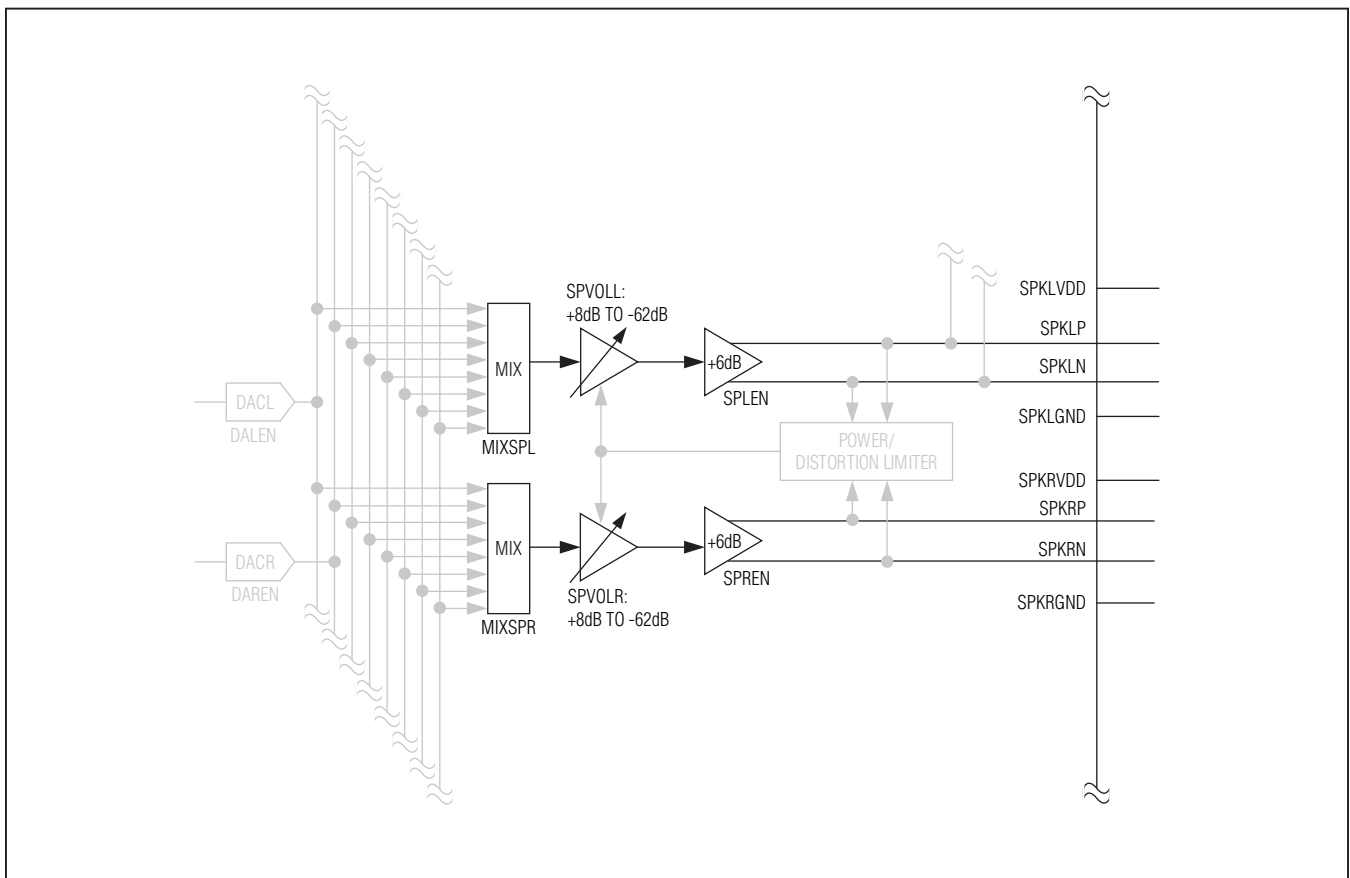 SPVOLL:
+8dB TO -62dB
SPKLVDD
SPKLP
MIX
+6dB
SPKLN
DACL
SPLEN
SPKLGND
DALEN
MIXSPL
POWER/
DISTORTION LIMITER
SPKRVDD
SPKRP
MIX
+6dB
SPKRN
DACR
SPREN
DAREN
SPVOLR:
+8dB TO -62dB
SPKRGND
MIXSPR